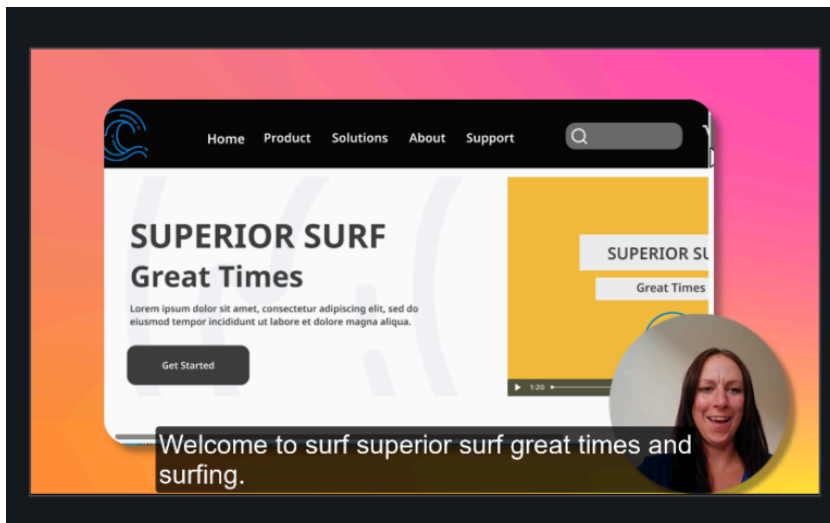 Home Product Solutions About Support
SUPERIOR SURF
Great Times
Lorem ipsum dolor sit amet, consectetur adipiscing elit, sed do
eiusmod tempor incididunt ut labore et dolore magna aliqua.
Get Started
SUPERIOR SU
Great Times
1:20
Welcome to surf superior surf great times and
surfing.